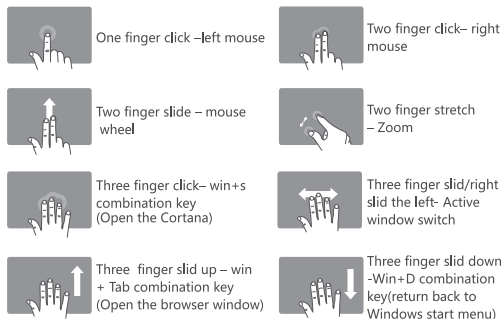 One finger click –left mouse
Two finger click– right
mouse
Two finger slide – mouse
wheel
Two finger stretch
– Zoom
Three finger click– win+s
combination key
(Open the Cortana)
Three finger slid/right
slid the left- Active
window switch
Three finger slid up – win
+ Tab combination key
(Open the browser window)
Three finger slid down
-Win+D combination
key(return back to
Windows start menu)